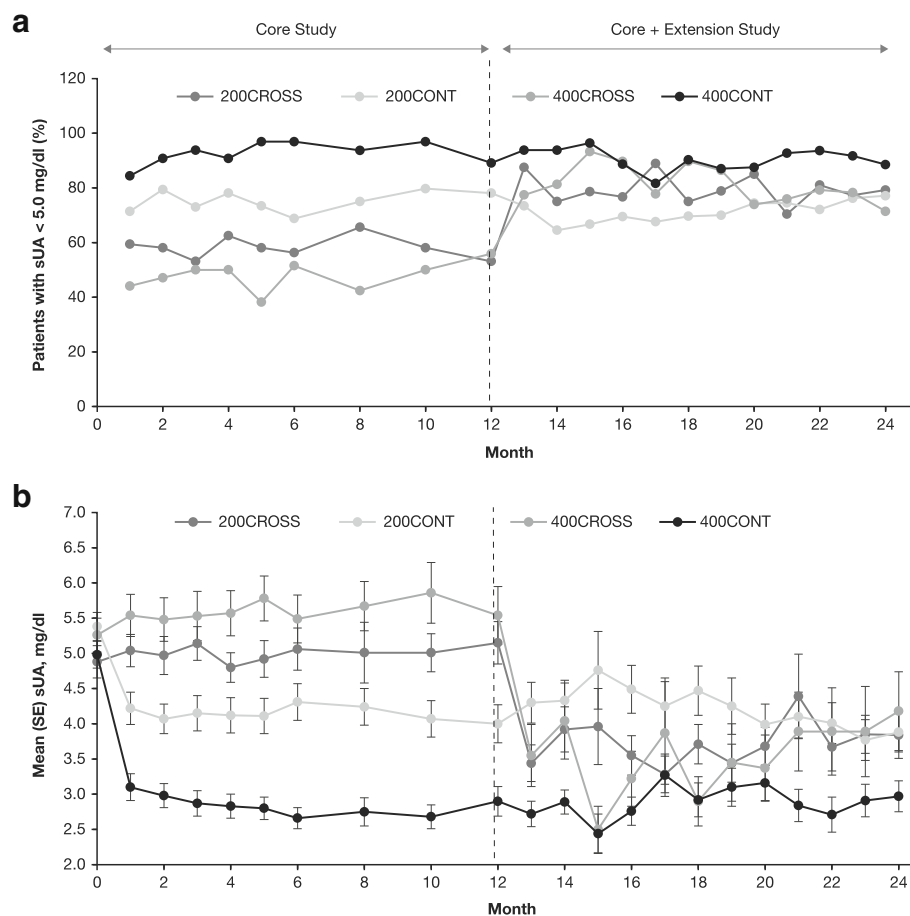 a
Core Study
Core + Extension Study
120
100
80
60
40
20
0
Patients with sUA < 5.0 mg/dl (%)
200CROSS
200CONT
400CROSS
400CONT
0 2 4 6 8 10 12 14 16 18 20 22 24
Month
b
7.0
6.5
6.0
5.5
5.0
4.5
4.0
3.5
3.0
2.5
2.0
Mean (SE) sUA, mg/dl
200CROSS
200CONT
400CROSS
400CONT
0 2 4 6 8 10 12 14 16 18 20 22 24
Month